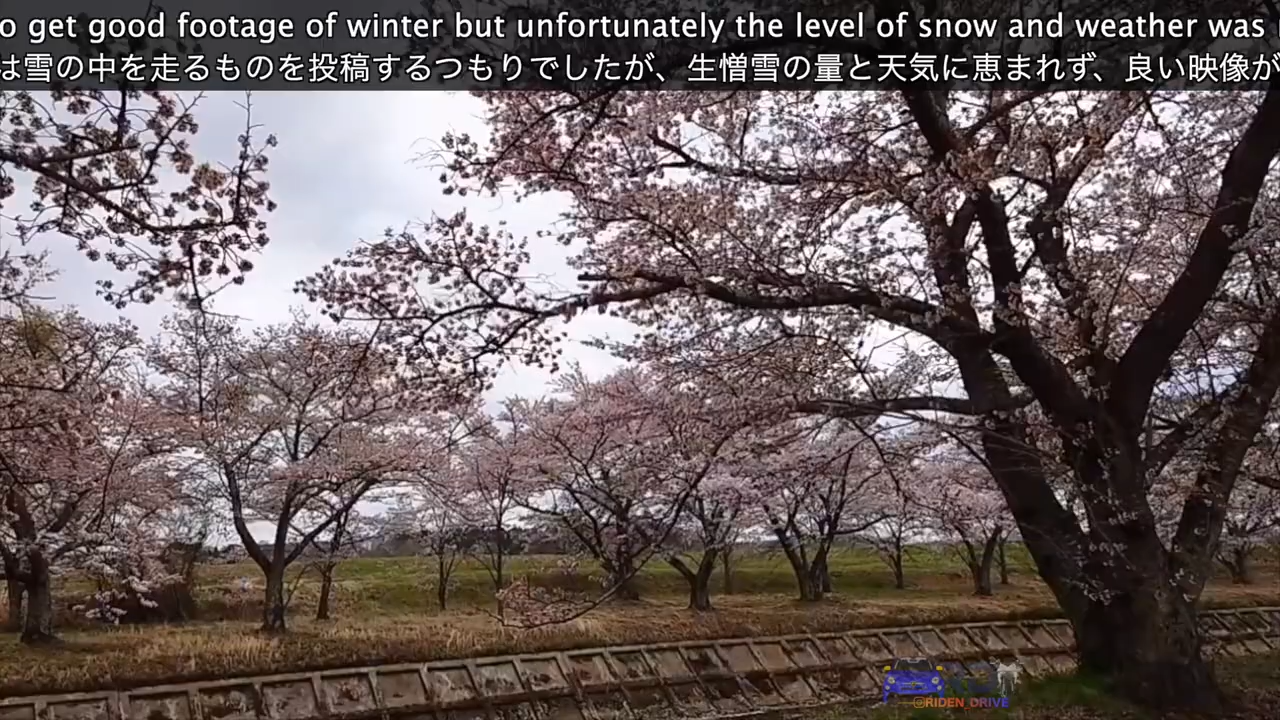 o get good footage of winter but unfortunately the level of snow and weather was
は雪の中を走るものを投稿するつもりでしたが、生憎雪の量と天気に恵まれず、良い映像が
@RIDEN_DRIVE